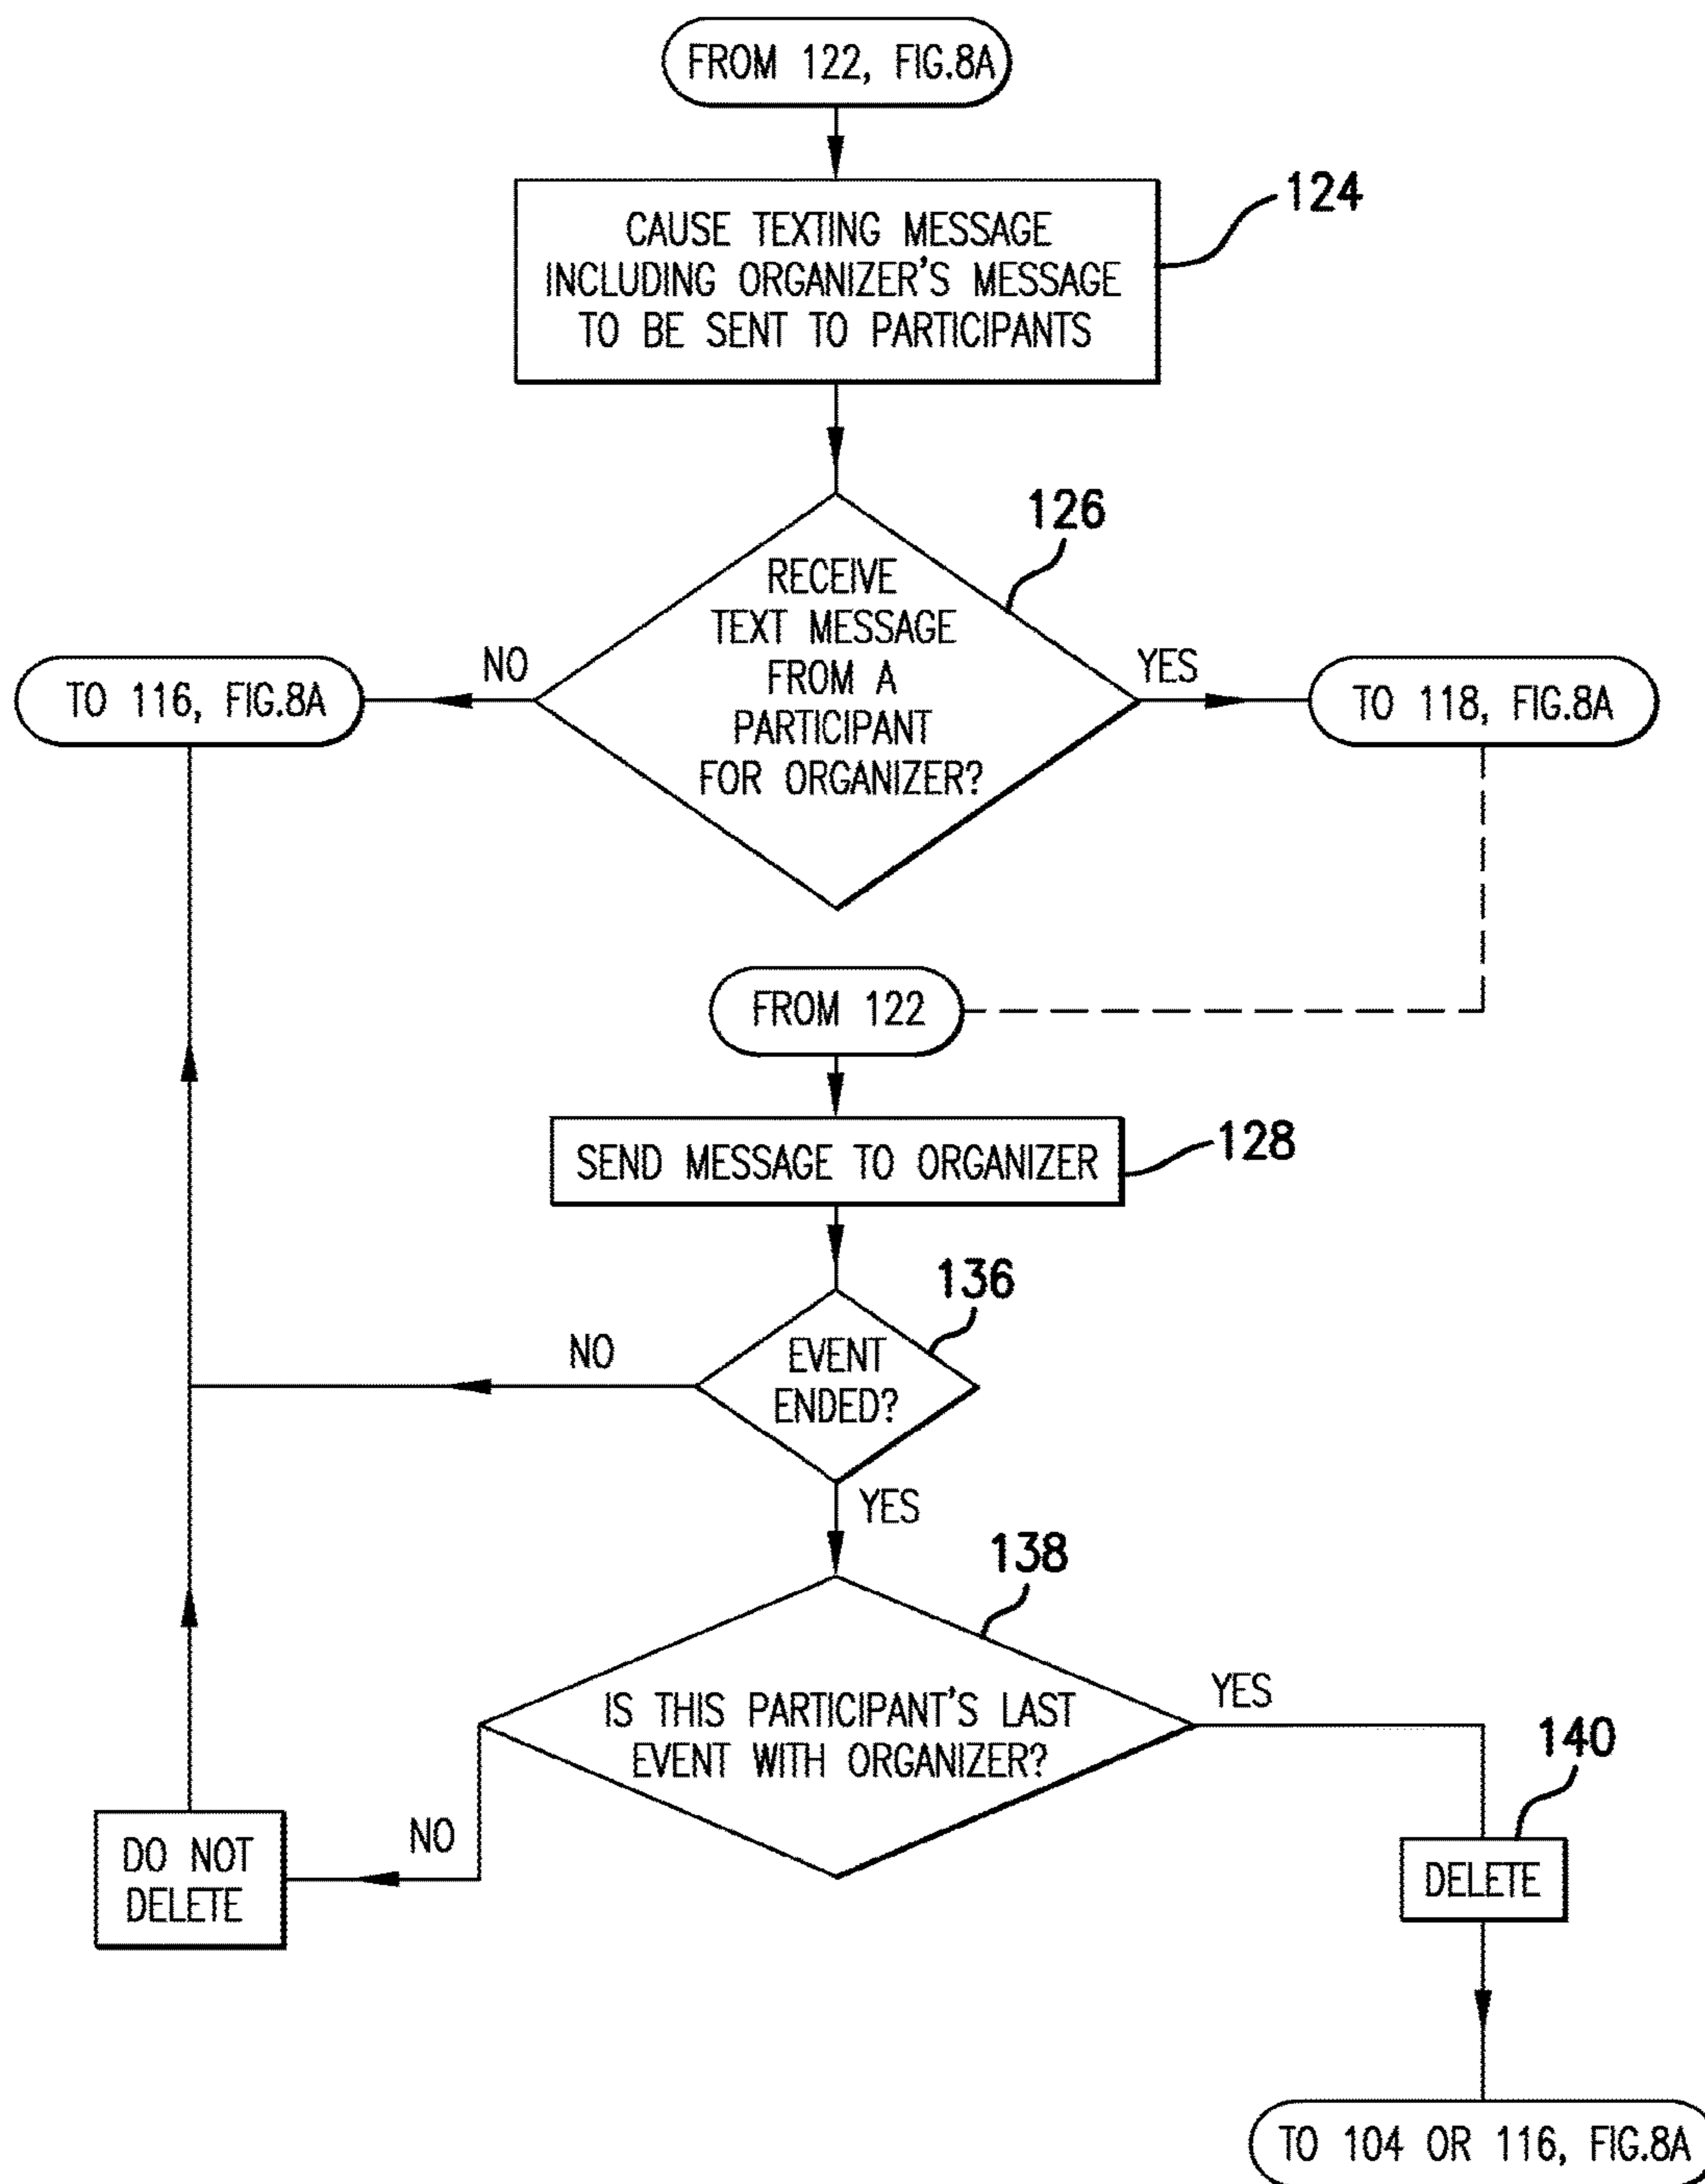 FROM 122, FIG.8A
124
CAUSE TEXTING MESSAGE
INCLUDING ORGANIZER'S MESSAGE
TO BE SENT TO PARTICIPANTS
126
RECEIVE
TEXT MESSAGE
FROM A
PARTICIPANT
FOR ORGANIZER?
NO
YES
TO 116, FIG.8A
TO 118, FIG.8A
FROM 122
SEND MESSAGE TO ORGANIZER
128
136
EVENT
ENDED?
NO
YES
138
IS THIS PARTICIPANT'S LAST
EVENT WITH ORGANIZER?
YES
140
NO
DO NOT
DELETE
DELETE
TO 104 OR 116, FIG.8A